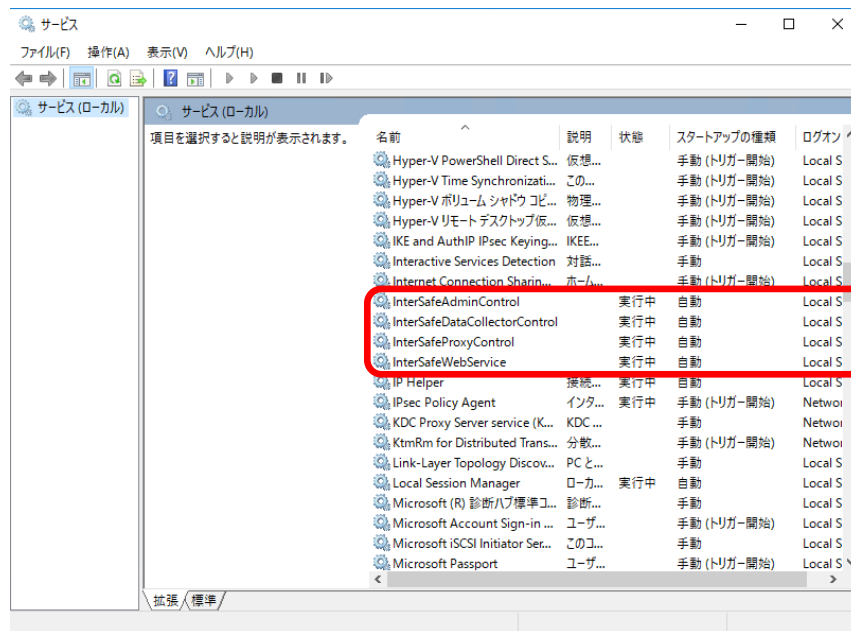 サービス
ファイル(F) 操作(A) 表示(V) ヘルプ(H)
サービス (ローカル)
サービス (ローカル)
項目を選択すると説明が表示されます。
名前 説明 状態 スタートアップの種類 ログオン
Hyper-V PowerShell Direct S... 仮想... 手動 (トリガー開始) Local S
Hyper-V Time Synchronizati... この... 手動 (トリガー開始) Local S
Hyper-V ボリューム シャドウ コピ... 物理... 手動 (トリガー開始) Local S
Hyper-V リモート デスクトップ仮... 仮想... 手動 (トリガー開始) Local S
IKE and AuthIP IPsec Keying... IKEE... 手動 (トリガー開始) Local S
Interactive Services Detection 対話... 手動 Local S
Internet Connection Sharin... ホーム... 手動 (トリガー開始) Local S
InterSafeAdminControl 実行中 自動 Local S
InterSafeDataCollectorControl 実行中 自動 Local S
InterSafeProxyControl 実行中 自動 Local S
InterSafeWebService 実行中 自動 Local S
IP Helper 接続... 実行中 自動 Local S
IPsec Policy Agent インタ... 実行中 手動 (トリガー開始) Networ
KDC Proxy Server service (K... KDC ... 手動 Networ
KtmRm for Distributed Trans... 分散... 手動 (トリガー開始) Networ
Link-Layer Topology Discov... PC と... 手動 Local S
Local Session Manager ローカ... 実行中 自動 Local S
Microsoft (R) 診断ハブ標準コ... 診断... 手動 Local S
Microsoft Account Sign-in ... ユーザ... 手動 (トリガー開始) Local S
Microsoft iSCSI Initiator Ser... このコ... 手動 Local S
Microsoft Passport ユーザ... 手動 (トリガー開始) Local S
拡張 標準